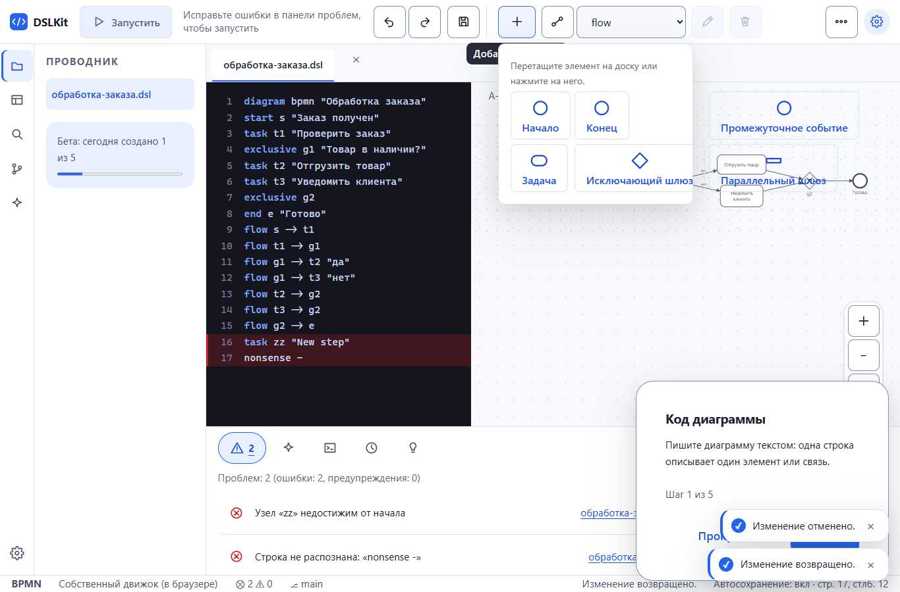 DSLKit
Запустить
Исправьте ошибки в панели проблем,
чтобы запустить
flow
ПРОВОДНИК
обработка-заказа.dsl
Бета: сегодня создано 1
из 5
обработка-заказа.dsl
1 diagram bpmn "Обработка заказа"
2 start s "Заказ получен"
3 task t1 "Проверить заказ"
4 exclusive g1 "Товар в наличии?"
5 task t2 "Отгрузить товар"
6 task t3 "Уведомить клиента"
7 exclusive g2
8 end e "Готово"
9 flow s -> t1
10 flow t1 -> g1
11 flow g1 -> t2 "да"
12 flow g1 -> t3 "нет"
13 flow t2 -> g2
14 flow t3 -> g2
15 flow g2 -> e
16 task zz "New step"
17 nonsense -
Перетащите элемент на доску или
нажмите на него.
Начало
Конец
Промежуточное событие
Задача
Исключающий шлюз
Параллельный шлюз
2
Проблем: 2 (ошибки: 2, предупреждения: 0)
Узел «zz» недостижим от начала
Строка не распознана: «nonsense -»
Код диаграммы
Пишите диаграмму текстом: одна строка
описывает один элемент или связь.
Шаг 1 из 5
Изменение отменено.
Изменение возвращено.
BPMN
Собственный движок (в браузере)
2 0
main
Изменение возвращено.
Автосохранение: вкл · стр. 17, стлб. 12